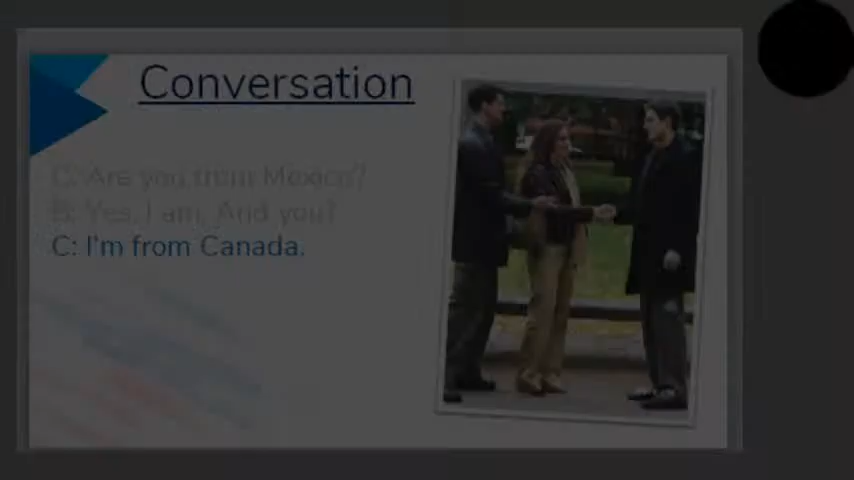 Conversation
C: Are you from Mexico?
B: Yes, I am. And you?
C: I'm from Canada.